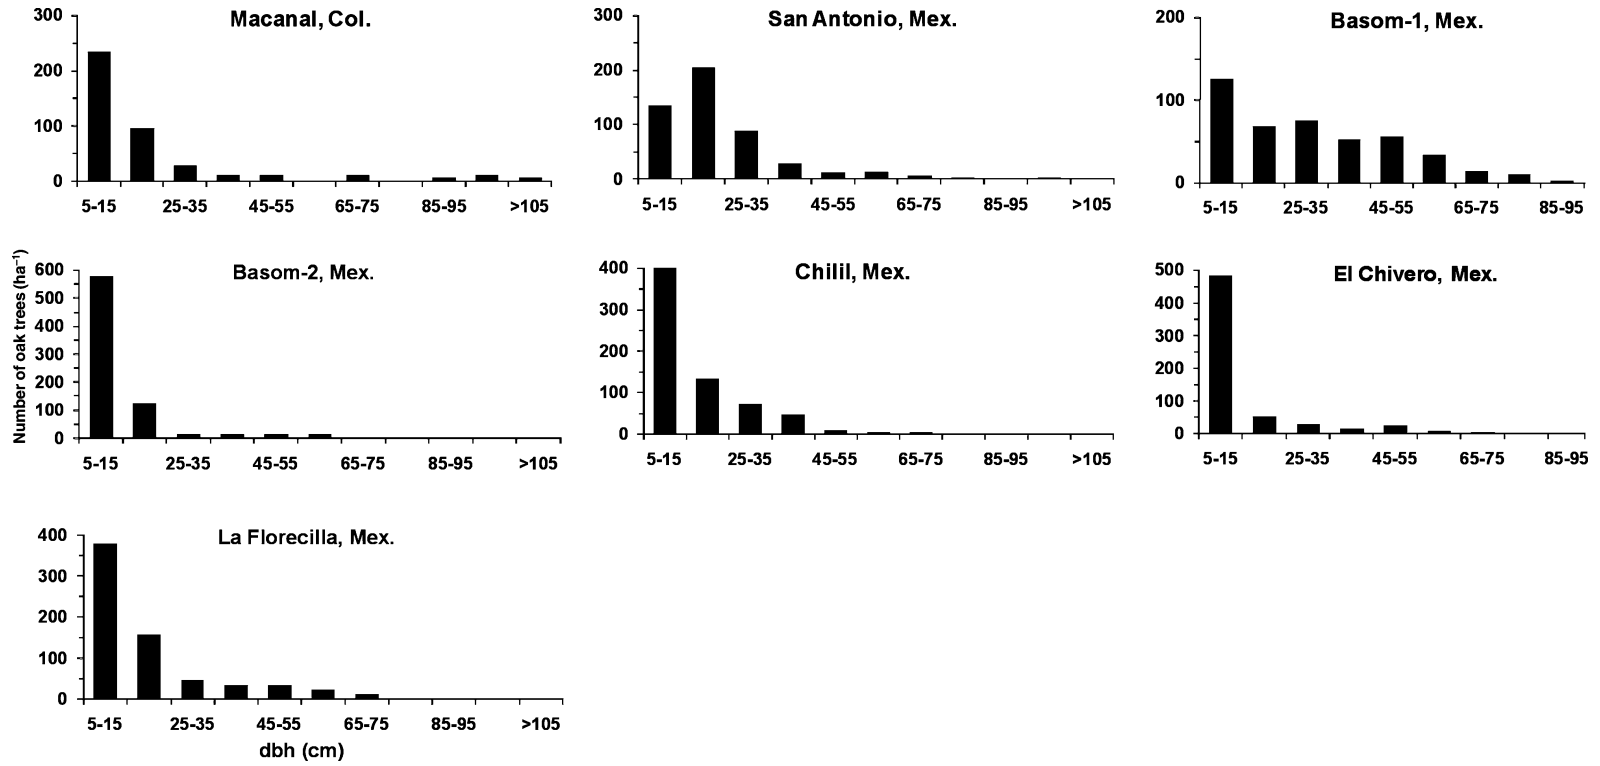 Macanal, Col.
300
200
100
0
5-15 25-35 45-55 65-75 85-95 >105
San Antonio, Mex.
300
200
100
0
5-15 25-35 45-55 65-75 85-95 >105
Basom-1, Mex.
200
100
0
5-15 25-35 45-55 65-75 85-95
Number of oak trees (ha⁻¹)
Basom-2, Mex.
600
500
400
300
200
100
0
5-15 25-35 45-55 65-75 85-95 >105
Chilil, Mex.
400
300
200
100
0
5-15 25-35 45-55 65-75 85-95 >105
El Chivero, Mex.
500
400
300
200
100
0
5-15 25-35 45-55 65-75 85-95
La Florecilla, Mex.
400
300
200
100
0
5-15 25-35 45-55 65-75 85-95 >105
dbh (cm)